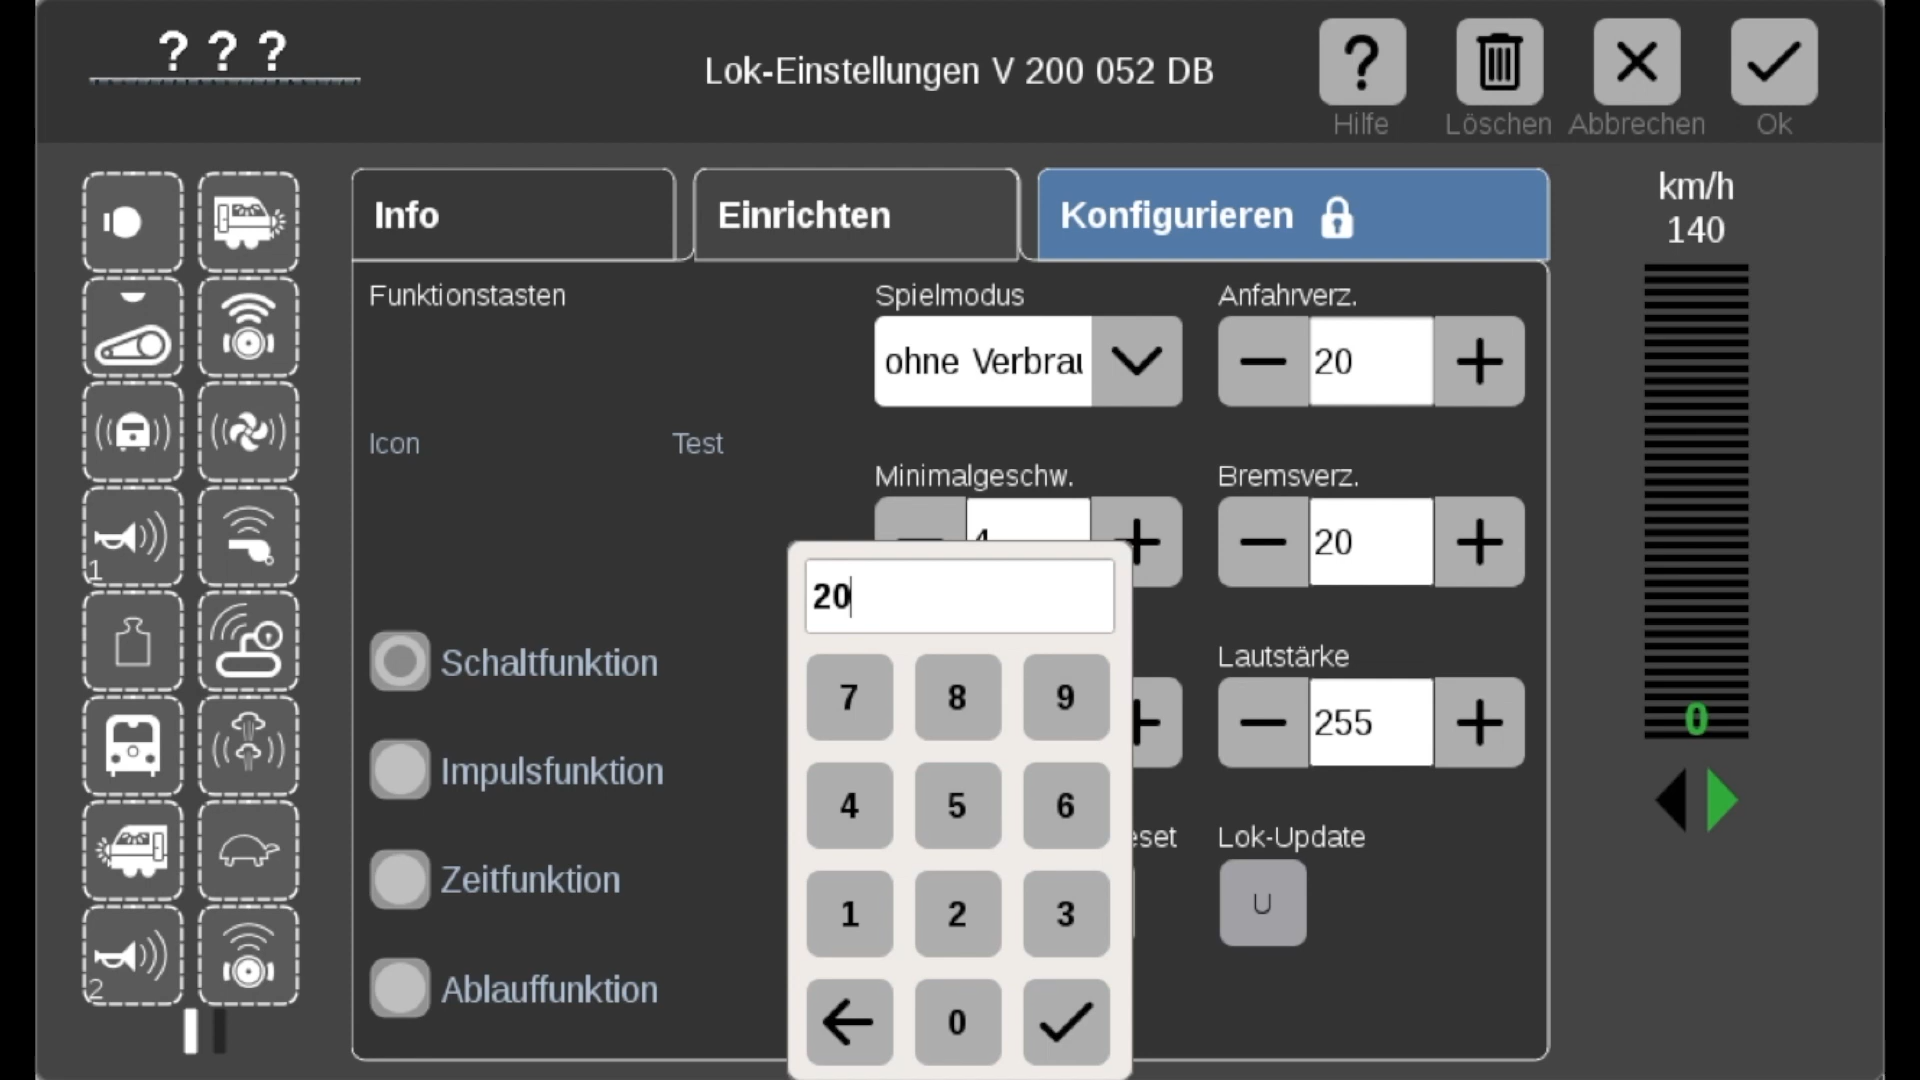 ???
Lok-Einstellungen V 200 052 DB
Hilfe
Löschen
Abbrechen
Ok
Info
Einrichten
Konfigurieren
km/h
140
Funktionstasten
Spielmodus
Anfahrverz.
ohne Verbrau
20
Icon
Test
Minimalgeschw.
Bremsverz.
4
20
1
20
Schaltfunktion
Lautstärke
7
8
9
255
0
Impulsfunktion
4
5
6
eset
Lok-Update
Zeitfunktion
1
2
3
U
2
Ablauffunktion
0